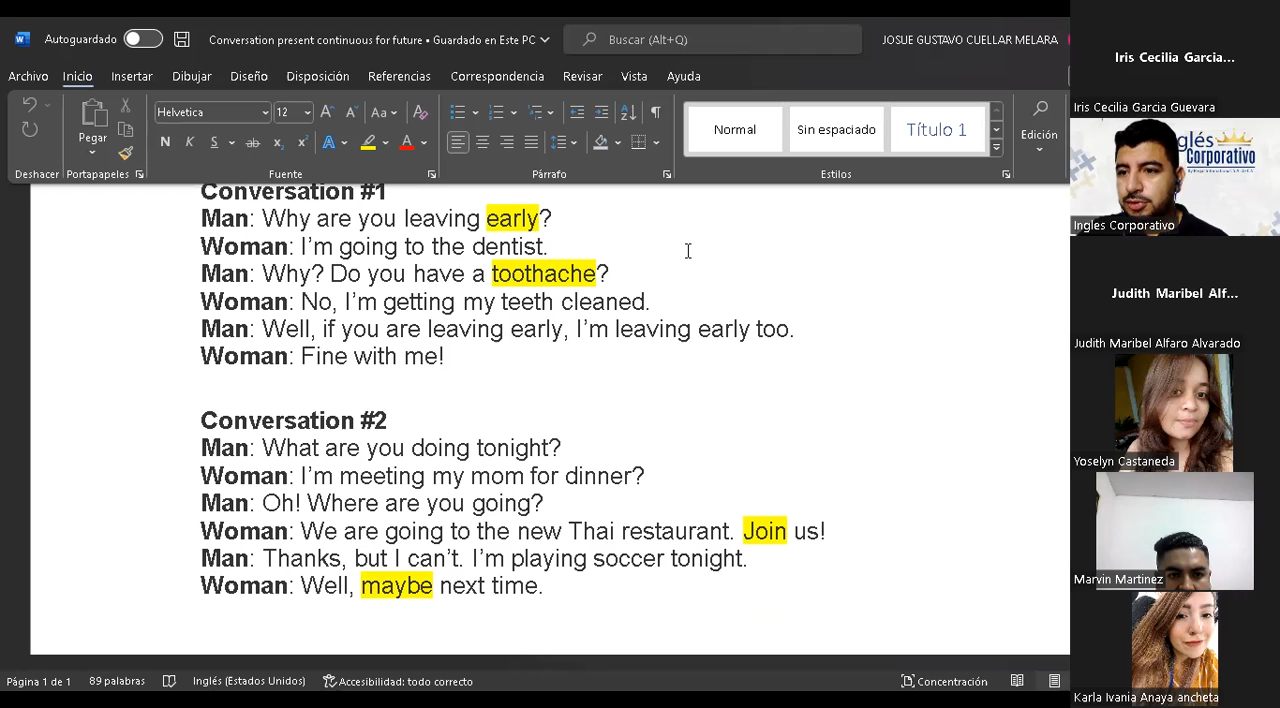 Autoguardado
Conversation present continuous for future • Guardado en Este PC
Buscar (Alt+Q)
JOSUE GUSTAVO CUELLAR MELARA
Archivo Inicio Insertar Dibujar Diseño Disposición Referencias Correspondencia Revisar Vista Ayuda
Pegar
Helvetica 12
Normal
Sin espaciado
Título 1
Edición
Deshacer Portapapeles Fuente Párrafo Estilos
Conversation #1
Man: Why are you leaving early?
Woman: I'm going to the dentist.
Man: Why? Do you have a toothache?
Woman: No, I'm getting my teeth cleaned.
Man: Well, if you are leaving early, I'm leaving early too.
Woman: Fine with me!
Conversation #2
Man: What are you doing tonight?
Woman: I'm meeting my mom for dinner?
Man: Oh! Where are you going?
Woman: We are going to the new Thai restaurant. Join us!
Man: Thanks, but I can't. I'm playing soccer tonight.
Woman: Well, maybe next time.
Página 1 de 1 89 palabras Inglés (Estados Unidos) Accesibilidad: todo correcto Concentración
Iris Cecilia Garcia...
Iris Cecilia Garcia Guevara
Inglés
Corporativo
Ingles Corporativo
Judith Maribel Alf...
Judith Maribel Alfaro Alvarado
Yoselyn Castaneda
Marvin Martinez
Karla Ivania Anaya ancheta